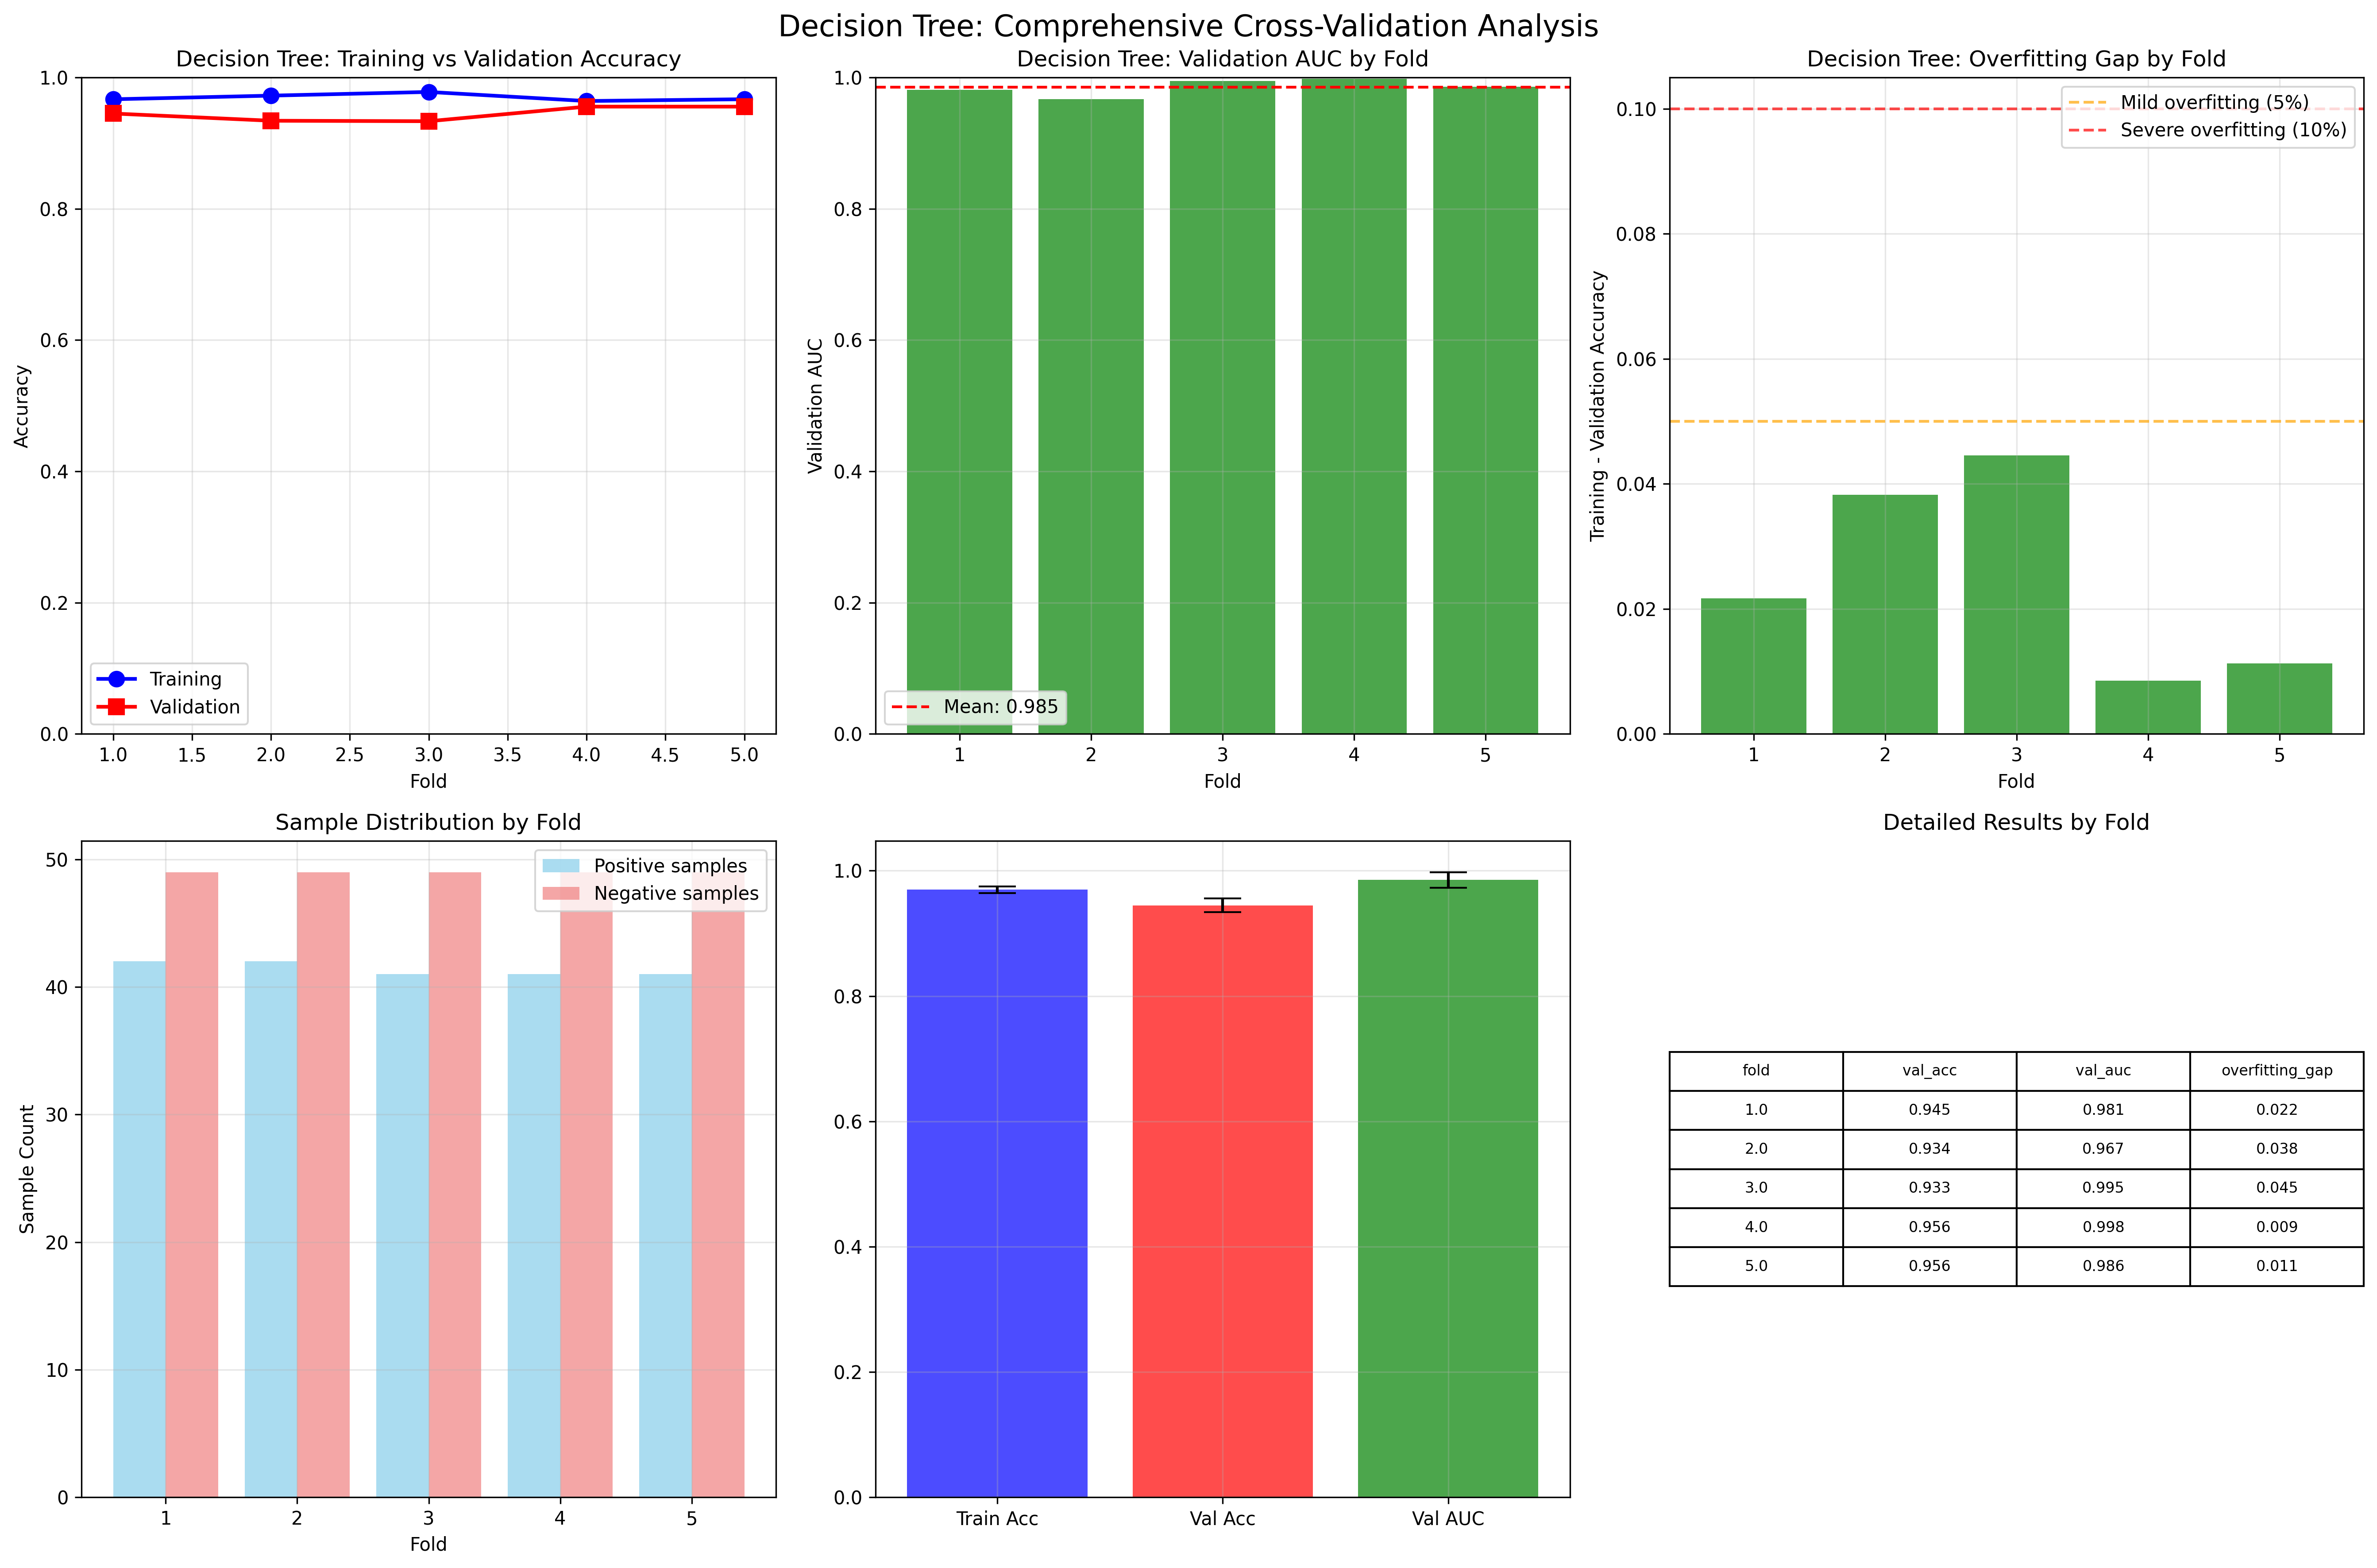 Decision Tree: Comprehensive Cross-Validation Analysis
Decision Tree: Training vs Validation Accuracy
Accuracy
1.0
0.8
0.6
0.4
0.2
0.0
Training
Validation
1.0 1.5 2.0 2.5 3.0 3.5 4.0 4.5 5.0
Fold
Decision Tree: Validation AUC by Fold
Validation AUC
1.0
0.8
0.6
0.4
0.2
0.0
Mean: 0.985
1 2 3 4 5
Fold
Decision Tree: Overfitting Gap by Fold
Training - Validation Accuracy
0.10
0.08
0.06
0.04
0.02
0.00
Mild overfitting (5%)
Severe overfitting (10%)
1 2 3 4 5
Fold
Sample Distribution by Fold
Sample Count
50
40
30
20
10
0
Positive samples
Negative samples
1 2 3 4 5
Fold
1.0
0.8
0.6
0.4
0.2
0.0
Train Acc Val Acc Val AUC
Detailed Results by Fold
fold val_acc val_auc overfitting_gap
1.0 0.945 0.981 0.022
2.0 0.934 0.967 0.038
3.0 0.933 0.995 0.045
4.0 0.956 0.998 0.009
5.0 0.956 0.986 0.011